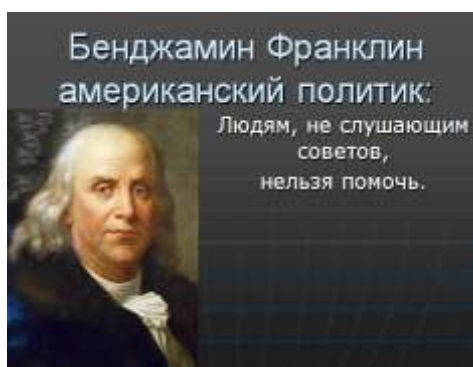 Бенджамин Франклин
американский политик:
Людям, не слушающим
советов,
нельзя помочь.